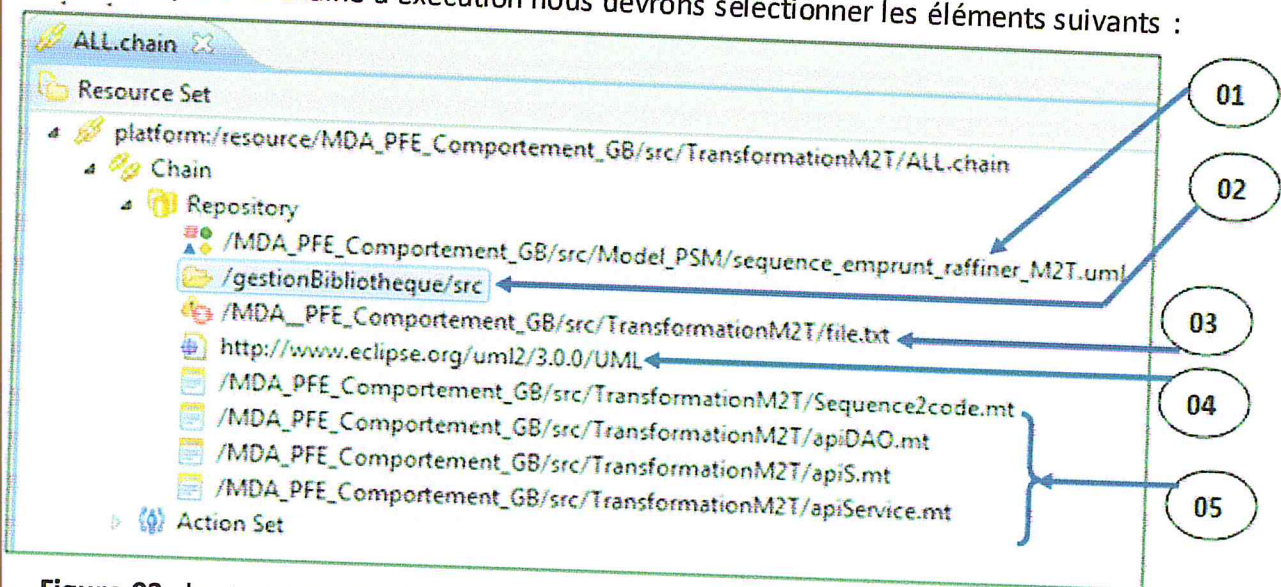 d'exécution nous devrons sélectionner les éléments suivants :
ALL.chain
Resource Set
01
platform:/resource/MDA_PFE_Comportement_GB/src/TransformationM2T/ALL.chain
Chain
02
Repository
/MDA_PFE_Comportement_GB/src/Model_PSM/sequence_emprunt_raffiner_M2T.uml
/gestionBibliotheque/src
/MDA__PFE_Comportement_GB/src/TransformationM2T/file.txt
03
http://www.eclipse.org/uml2/3.0.0/UML
/MDA_PFE_Comportement_GB/src/TransformationM2T/Sequence2code.mt
04
/MDA_PFE_Comportement_GB/src/TransformationM2T/apiDAO.mt
/MDA_PFE_Comportement_GB/src/TransformationM2T/apiS.mt
/MDA_PFE_Comportement_GB/src/TransformationM2T/apiService.mt
05
Action Set